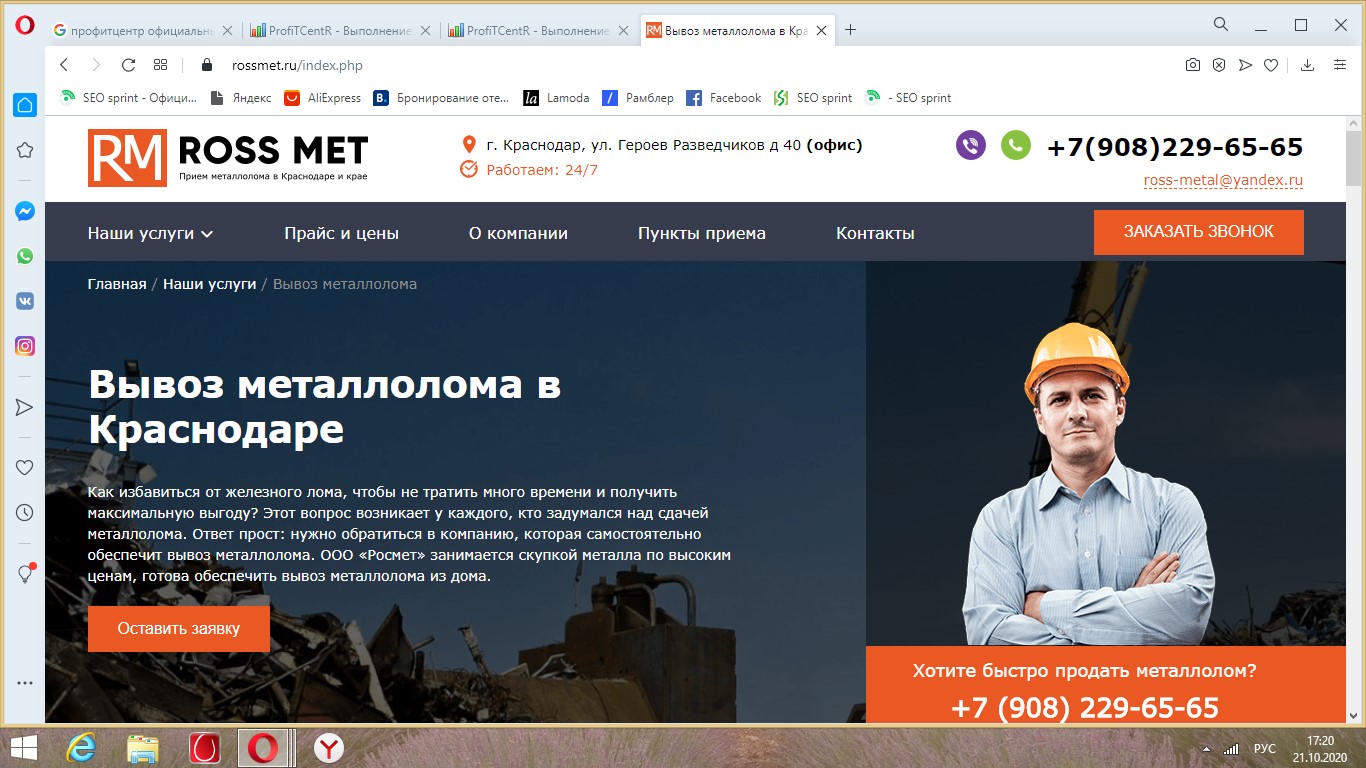 профитцентр официальн
ProfiTCentR - Выполнение
ProfiTCentR - Выполнение
RM Вывоз металлолома в Кра
rossmet.ru/index.php
SEO sprint - Офици...
Яндекс
AliExpress
B. Бронирование оте...
la Lamoda
Рамблер
Facebook
SEO sprint
- SEO sprint
RM ROSS MET
Прием металлолома в Краснодаре и крае
г. Краснодар, ул. Героев Разведчиков д 40 (офис)
Работаем: 24/7
+7(908)229-65-65
ross-metal@yandex.ru
Наши услуги
Прайс и цены
О компании
Пункты приема
Контакты
ЗАКАЗАТЬ ЗВОНОК
Главная / Наши услуги / Вывоз металлолома
Вывоз металлолома в
Краснодаре
Как избавиться от железного лома, чтобы не тратить много времени и получить
максимальную выгоду? Этот вопрос возникает у каждого, кто задумался над сдачей
металлолома. Ответ прост: нужно обратиться в компанию, которая самостоятельно
обеспечит вывоз металлолома. ООО «Росмет» занимается скупкой металла по высоким
ценам, готова обеспечить вывоз металлолома из дома.
Оставить заявку
Хотите быстро продать металлолом?
+7 (908) 229-65-65
РУС
17:20
21.10.2020